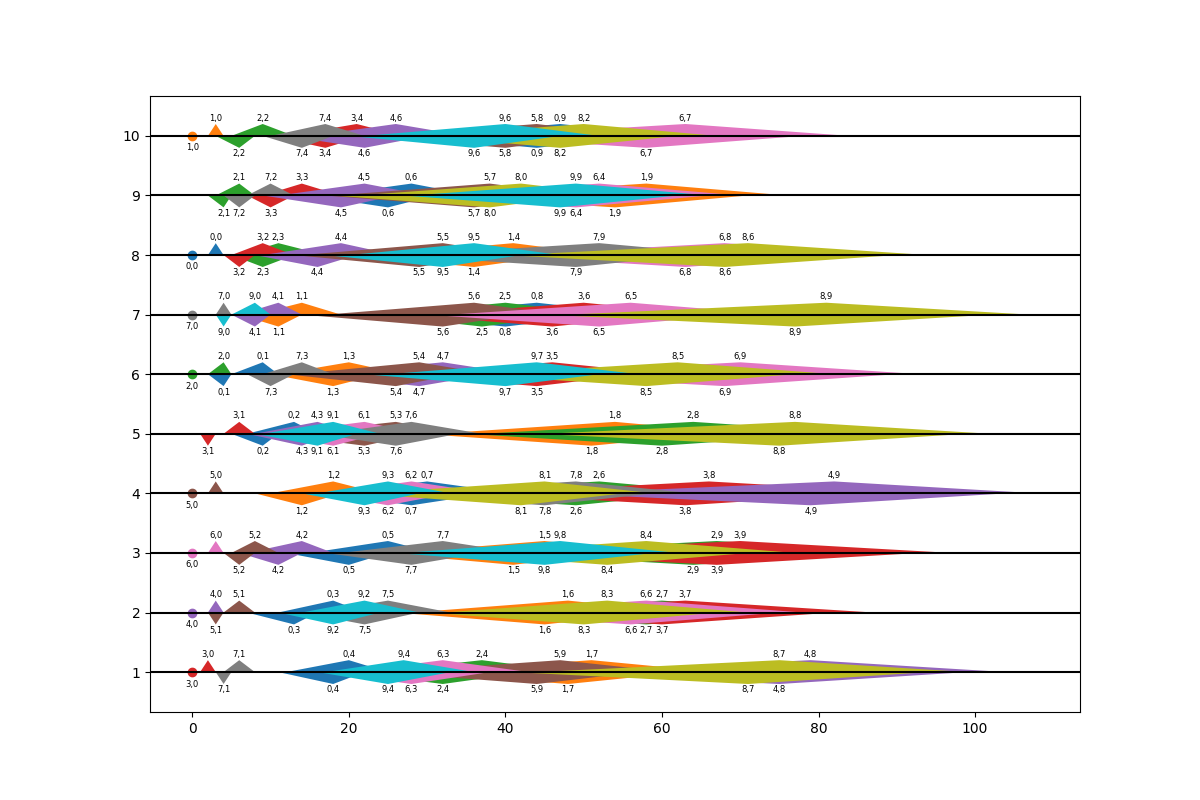 1,0 2,2 7,4 3,4 4,6 9,6 5,8 0,9 8,2 6,7
10
1,0 2,2 7,4 3,4 4,6 9,6 5,8 0,9 8,2 6,7
2,1 7,2 3,3 4,5 0,6 5,7 8,0 9,9 6,4 1,9
9
2,1 7,2 3,3 4,5 0,6 5,7 8,0 9,9 6,4 1,9
0,0 3,2 2,3 4,4 5,5 9,5 1,4 7,9 6,8 8,6
8
0,0 3,2 2,3 4,4 5,5 9,5 1,4 7,9 6,8 8,6
7,0 9,0 4,1 1,1 5,6 2,5 0,8 3,6 6,5 8,9
7
7,0 9,0 4,1 1,1 5,6 2,5 0,8 3,6 6,5 8,9
2,0 0,1 7,3 1,3 5,4 4,7 9,7 3,5 8,5 6,9
6
2,0 0,1 7,3 1,3 5,4 4,7 9,7 3,5 8,5 6,9
3,1 0,2 4,3 9,1 6,1 5,3 7,6 1,8 2,8 8,8
5
3,1 0,2 4,3 9,1 6,1 5,3 7,6 1,8 2,8 8,8
5,0 1,2 9,3 6,2 0,7 8,1 7,8 2,6 3,8 4,9
4
5,0 1,2 9,3 6,2 0,7 8,1 7,8 2,6 3,8 4,9
6,0 5,2 4,2 0,5 7,7 1,5 9,8 8,4 2,9 3,9
3
6,0 5,2 4,2 0,5 7,7 1,5 9,8 8,4 2,9 3,9
4,0 5,1 0,3 9,2 7,5 1,6 8,3 6,6 2,7 3,7
2
4,0 5,1 0,3 9,2 7,5 1,6 8,3 6,6 2,7 3,7
3,0 7,1 0,4 9,4 6,3 2,4 5,9 1,7 8,7 4,8
1
3,0 7,1 0,4 9,4 6,3 2,4 5,9 1,7 8,7 4,8
0 20 40 60 80 100